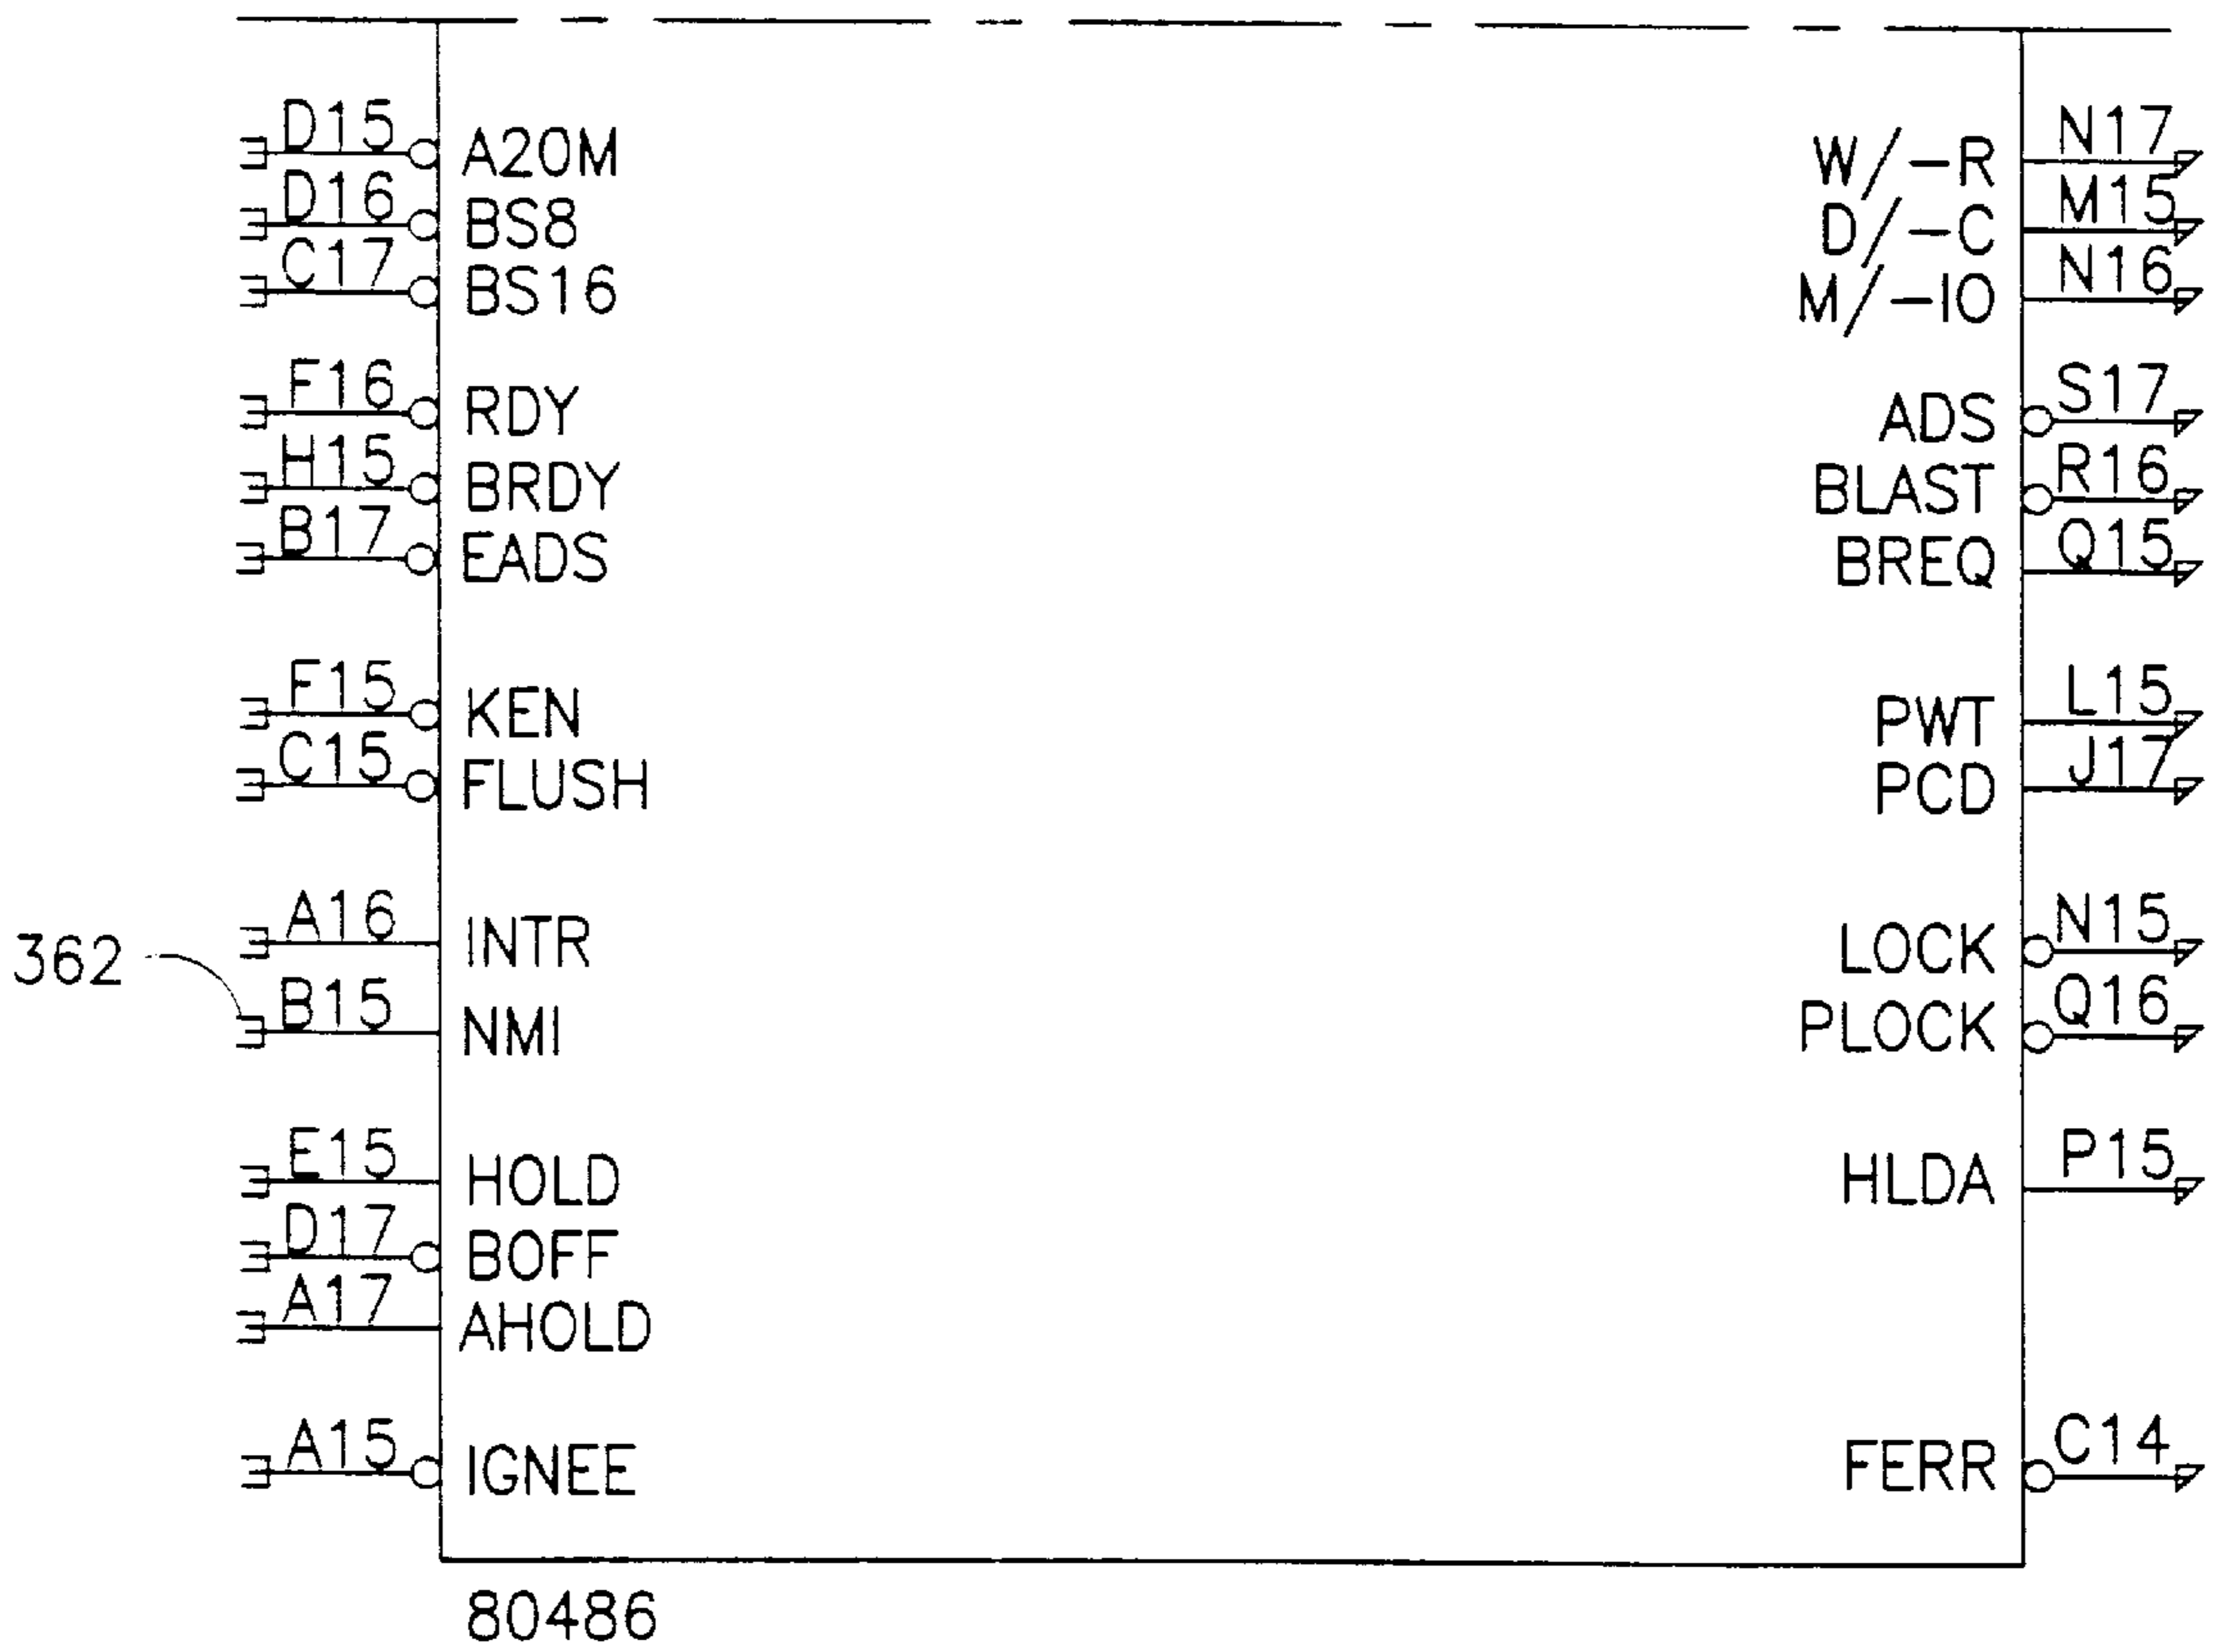 D15 A20M W/-R N17
D16 BS8 D/-C M15
C17 BS16 M/-IO N16
F16 RDY ADS S17
H15 BRDY BLAST R16
B17 EADS BREQ Q15
F15 KEN PWT L15
C15 FLUSH PCD J17
A16 INTR LOCK N15
362
B15 NMI PLOCK Q16
E15 HOLD HLDA P15
D17 BOFF
A17 AHOLD
A15 IGNEE FERR C14
80486